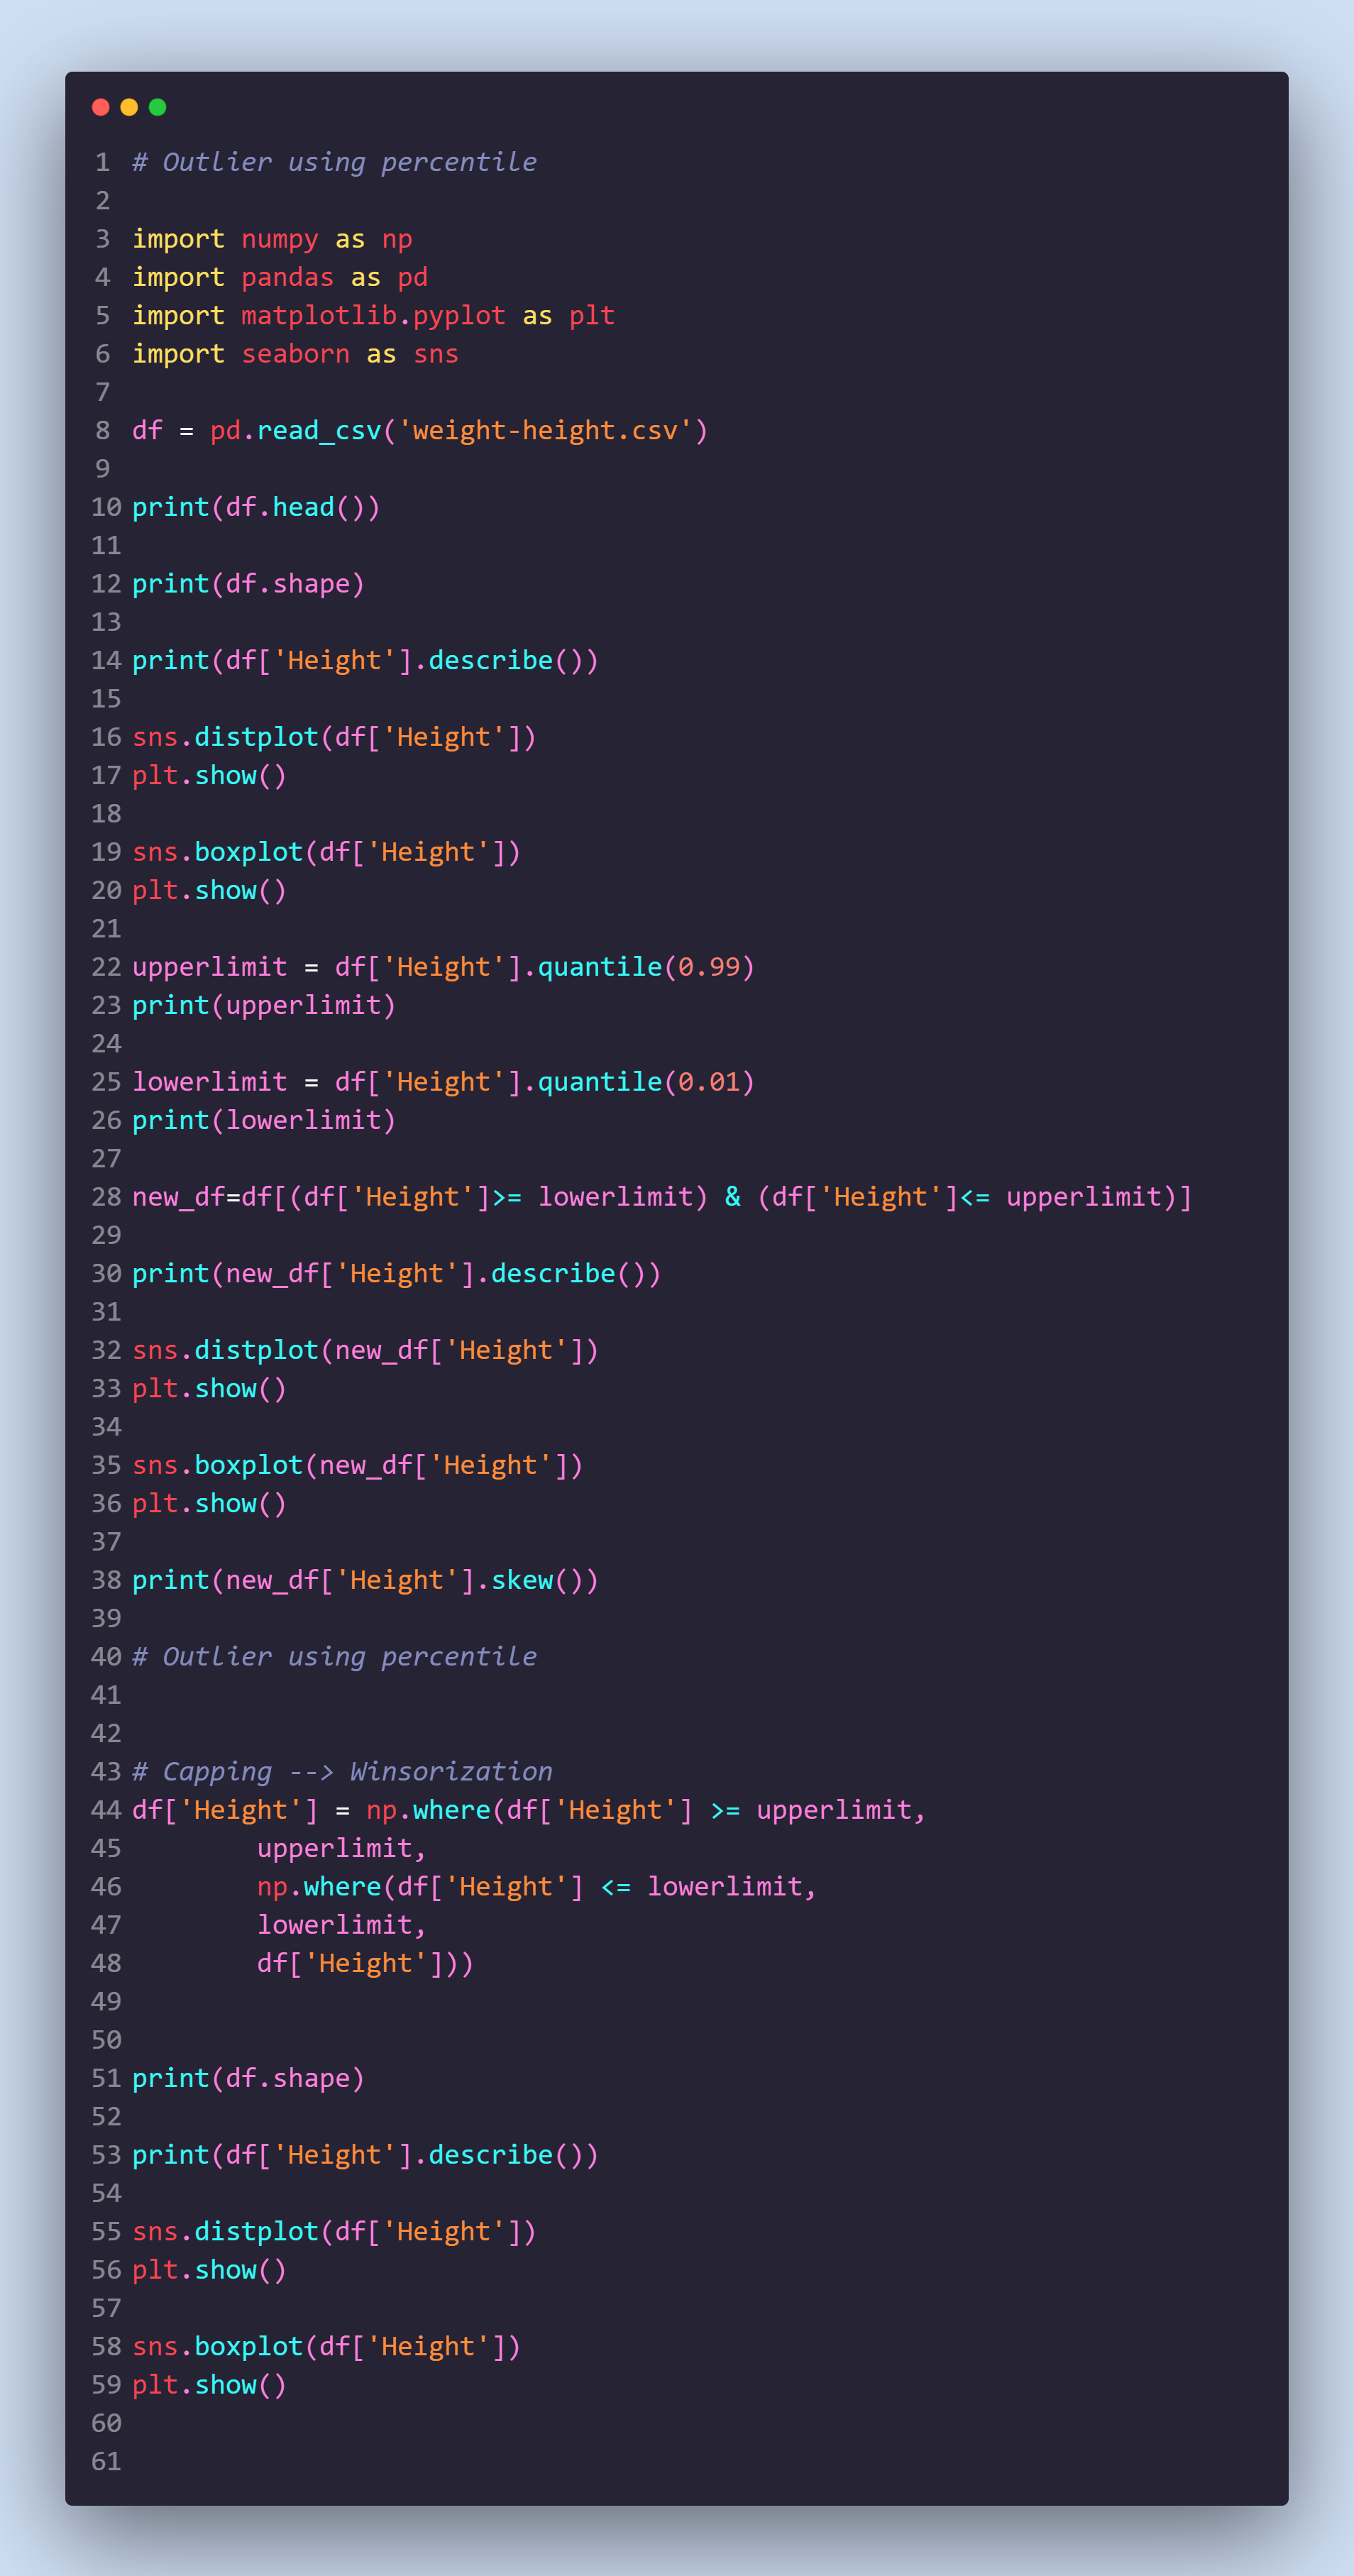 1 # Outlier using percentile
2
3 import numpy as np
4 import pandas as pd
5 import matplotlib.pyplot as plt
6 import seaborn as sns
7
8 df = pd.read_csv('weight-height.csv')
9
10 print(df.head())
11
12 print(df.shape)
13
14 print(df['Height'].describe())
15
16 sns.distplot(df['Height'])
17 plt.show()
18
19 sns.boxplot(df['Height'])
20 plt.show()
21
22 upperlimit = df['Height'].quantile(0.99)
23 print(upperlimit)
24
25 lowerlimit = df['Height'].quantile(0.01)
26 print(lowerlimit)
27
28 new_df=df[(df['Height']>= lowerlimit) & (df['Height']<= upperlimit)]
29
30 print(new_df['Height'].describe())
31
32 sns.distplot(new_df['Height'])
33 plt.show()
34
35 sns.boxplot(new_df['Height'])
36 plt.show()
37
38 print(new_df['Height'].skew())
39
40 # Outlier using percentile
41
42
43 # Capping --> Winsorization
44 df['Height'] = np.where(df['Height'] >= upperlimit,
45         upperlimit,
46         np.where(df['Height'] <= lowerlimit,
47         lowerlimit,
48         df['Height']))
49
50
51 print(df.shape)
52
53 print(df['Height'].describe())
54
55 sns.distplot(df['Height'])
56 plt.show()
57
58 sns.boxplot(df['Height'])
59 plt.show()
60
61